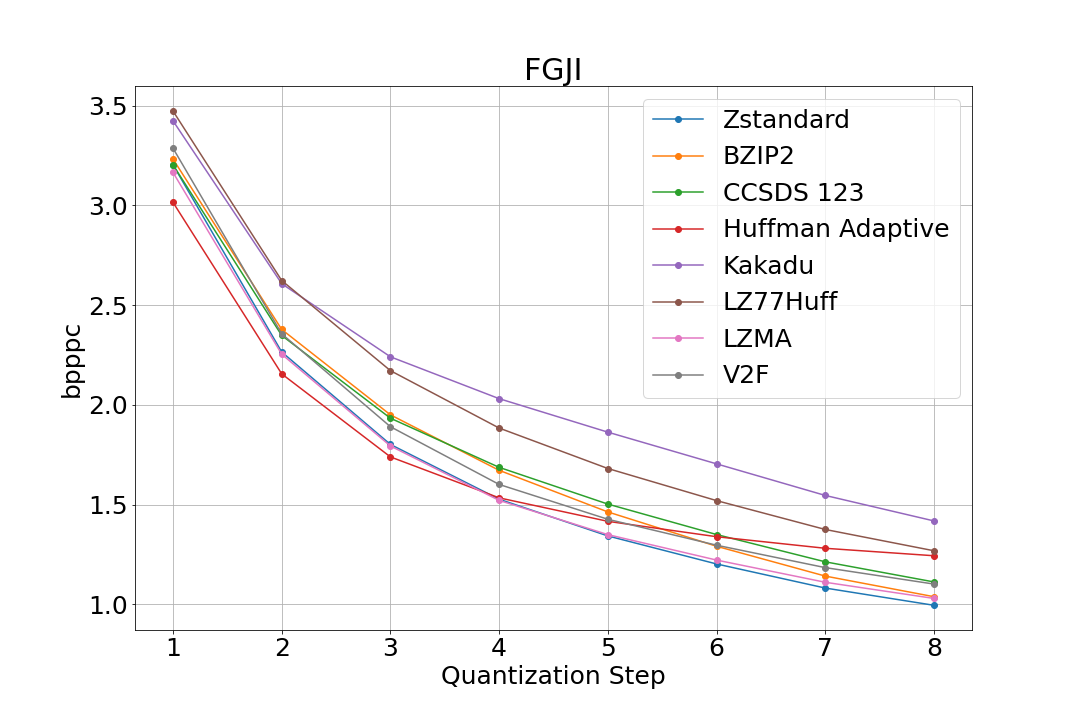 FGJI
3.5
3.0
2.5
2.0
1.5
1.0
bpppc
Zstandard
BZIP2
CCSDS 123
Huffman Adaptive
Kakadu
LZ77Huff
LZMA
V2F
1 2 3 4 5 6 7 8
Quantization Step